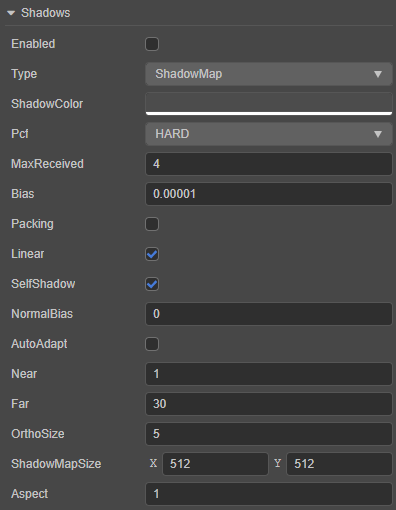 Shadows
Enabled
Type ShadowMap
ShadowColor
Pcf HARD
MaxReceived 4
Bias 0.00001
Packing
Linear
SelfShadow
NormalBias 0
AutoAdapt
Near 1
Far 30
OrthoSize 5
ShadowMapSize X 512 Y 512
Aspect 1